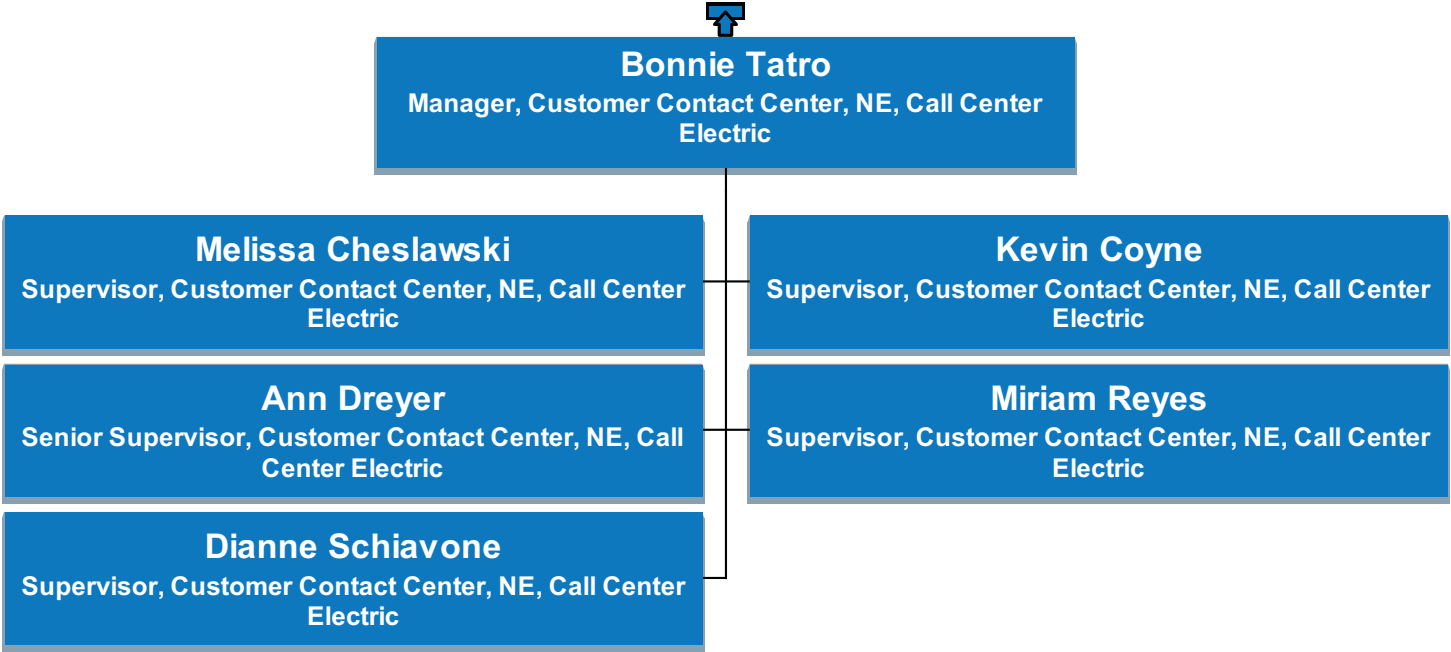 Bonnie Tatro
Manager, Customer Contact Center, NE, Call Center
Electric
Melissa Cheslawski
Supervisor, Customer Contact Center, NE, Call Center
Electric
Kevin Coyne
Supervisor, Customer Contact Center, NE, Call Center
Electric
Ann Dreyer
Senior Supervisor, Customer Contact Center, NE, Call
Center Electric
Miriam Reyes
Supervisor, Customer Contact Center, NE, Call Center
Electric
Dianne Schiavone
Supervisor, Customer Contact Center, NE, Call Center
Electric